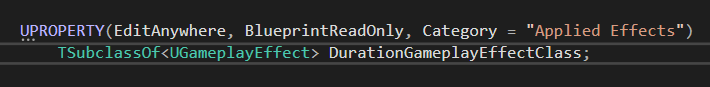 UPROPERTY(EditAnywhere, BlueprintReadOnly, Category = "Applied Effects")
TSubclassOf<UGameplayEffect> DurationGameplayEffectClass;